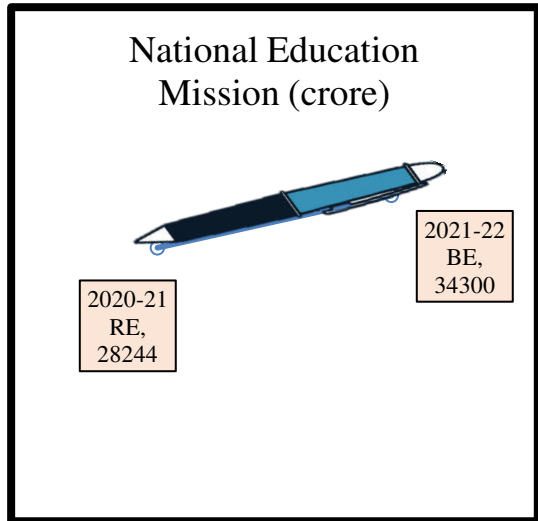 National Education
Mission (crore)
2021-22
BE,
34300
2020-21
RE,
28244